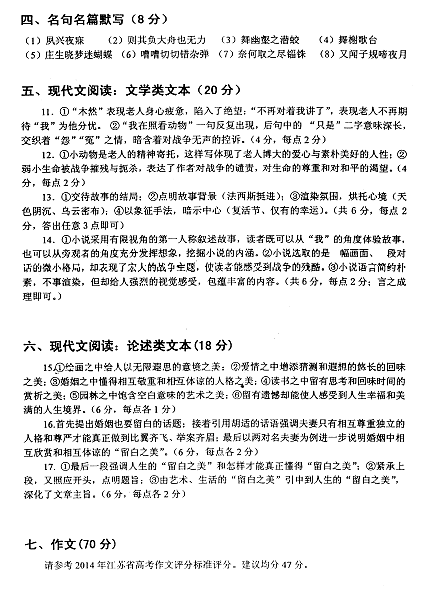 四、名句名篇默写（8分）
（1）夙兴夜寐 （2）则其负大舟也无力 （3）舞幽壑之潜蛟 （4）舞榭歌台
（5）庄生晓梦迷蝴蝶 （6）嘈嘈切切错杂弹 （7）奈何取之尽锱铢 （8）又闻子规啼夜月
五、现代文阅读：文学类文本（20分）
11．①“木然”表现老人身心疲惫，陷入了绝望；“不再对着我讲了”，表现老人不再期
待“我”为他分忧。 ②“我在照看动物”一句反复出现，后句中的 “只是”二字意味深长，
交织着“怨”“冤”之情，暗含着对战争无声的控诉。（4分，每点2分）
12．①小动物是老人的精神寄托，这样写体现了老人博大的爱心与素朴美好的人性；②
弱小生命被战争摧残与扼杀，表达了作者对战争的谴责，对生命的尊重和对和平的渴望。（4
分，每点2分）
13．①交待故事的结局；②点明故事背景（法西斯挺进）；③渲染氛围，烘托心境（天
色阴沉、乌云密布）；④以象征手法，暗示中心（复活节、仅有的幸运）。（共6分，每点2
分，答出任意3点即可）
14．①小说采用有限视角的第一人称叙述故事，读者既可以从“我”的角度体验故事，
也可以从旁观者的角度充分发挥想象，挖掘小说的内涵。②小说选取的是 幅画面、 段对
话的微小格局，却表现了宏大的战争主题，使读者能感受到战争的残酷。③小说语言简约朴
素，不事渲染，但却给人强烈的视觉感受，包蕴丰富的内容。（共6分，每点2分；言之成
理即可。）
六、现代文阅读：论述类文本(18分)
15.①绘画之中给人以无限遐思的意境之美；②爱情之中增添猜测和遐想的悠长的回味
之美；③婚姻之中懂得相互敬重和相互体谅的人格之美；④读书之中留有思考和回味时间的
赏析之美；⑤园林之中饱含空白意味的艺术之美；⑥留有遗憾却能使人感受到人生幸福和美
满的人生境界。（6分，每点各1分）
16.首先提出婚姻也要留白的话题；接着引用胡适的话语强调夫妻只有相互尊重独立的
人格和尊严才能真正做到比翼齐飞、举案齐眉；最后以两对名夫妻为例进一步说明婚姻中相
互欣赏和相互体谅的“留白之美”。（6分，每点各2分）
17．①最后一段强调人生的“留白之美”和怎样才能真正懂得“留白之美”；②紧承上
段，又照应开头，点明题旨；③由艺术、生活的“留白之美”引申到人生的“留白之美”，
深化了文章主旨。（6分，每点各2分）
七、作文(70分)
请参考2014年江苏省高考作文评分标准评分。建议均分47分。